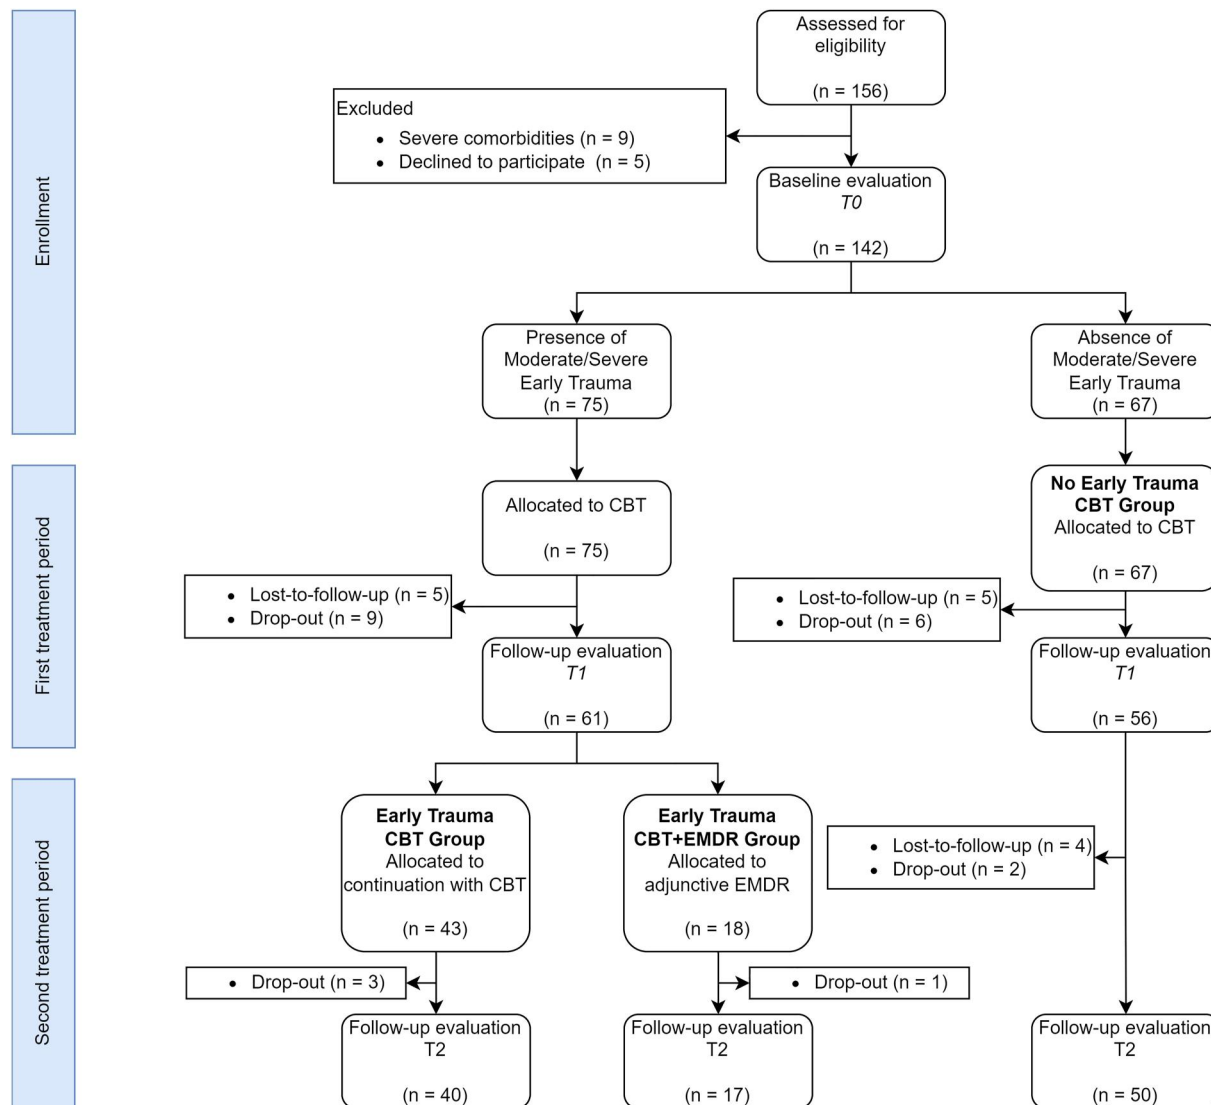 Enrollment
Assessed for
eligibility
(n = 156)
Excluded
• Severe comorbidities (n = 9)
• Declined to participate (n = 5)
Baseline evaluation
T0
(n = 142)
Presence of
Moderate/Severe
Early Trauma
(n = 75)
Absence of
Moderate/Severe
Early Trauma
(n = 67)
First treatment period
Allocated to CBT
(n = 75)
No Early Trauma
CBT Group
Allocated to CBT
(n = 67)
• Lost-to-follow-up (n = 5)
• Drop-out (n = 9)
• Lost-to-follow-up (n = 5)
• Drop-out (n = 6)
Follow-up evaluation
T1
(n = 61)
Follow-up evaluation
T1
(n = 56)
Second treatment period
Early Trauma
CBT Group
Allocated to
continuation with CBT
(n = 43)
Early Trauma
CBT+EMDR Group
Allocated to
adjunctive EMDR
(n = 18)
• Lost-to-follow-up (n = 4)
• Drop-out (n = 2)
• Drop-out (n = 3)
• Drop-out (n = 1)
Follow-up evaluation
T2
(n = 40)
Follow-up evaluation
T2
(n = 17)
Follow-up evaluation
T2
(n = 50)